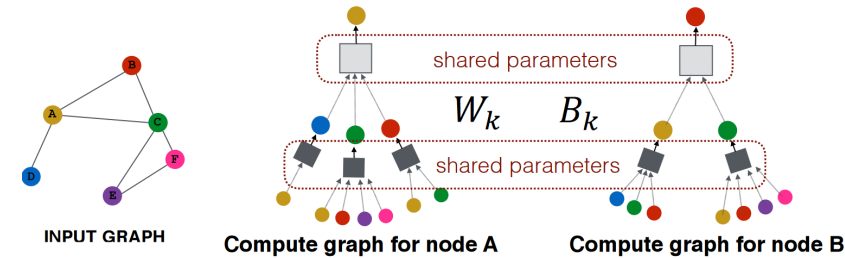 B
A
C
F
D
E
INPUT GRAPH
shared parameters
W_k B_k
shared parameters
Compute graph for node A
Compute graph for node B